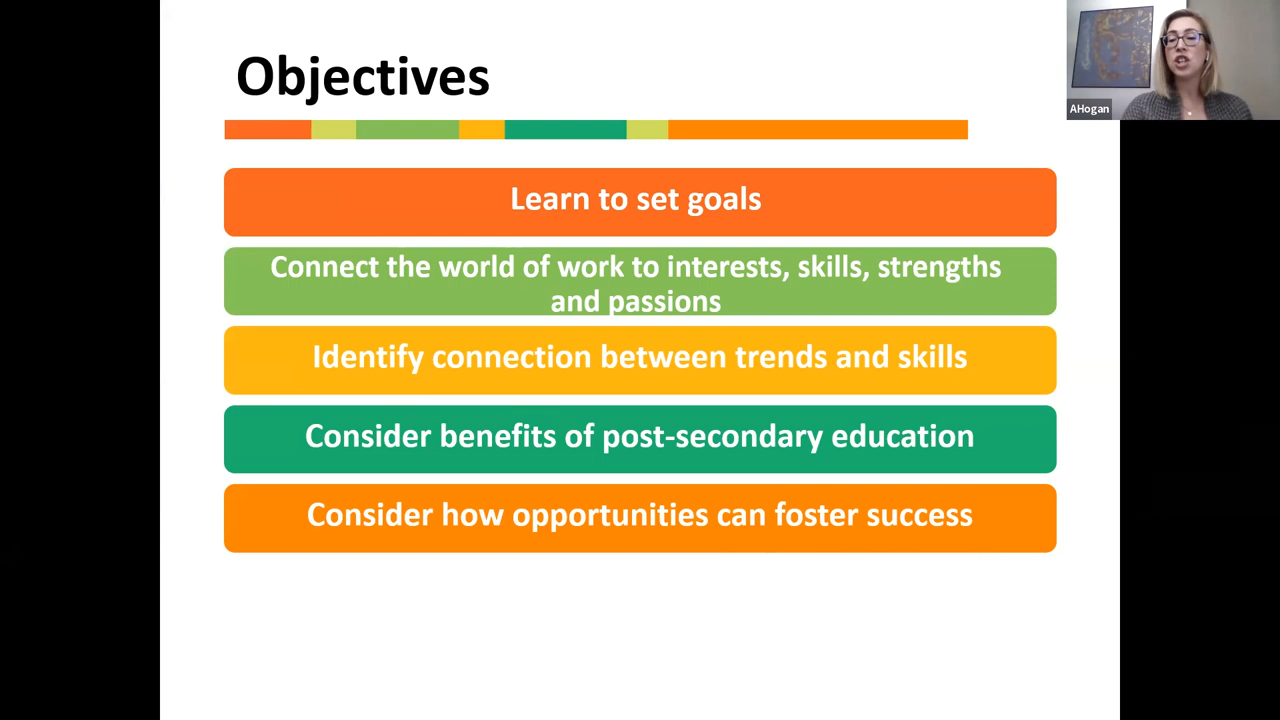 Objectives
AHogan
Learn to set goals
Connect the world of work to interests, skills, strengths
and passions
Identify connection between trends and skills
Consider benefits of post-secondary education
Consider how opportunities can foster success